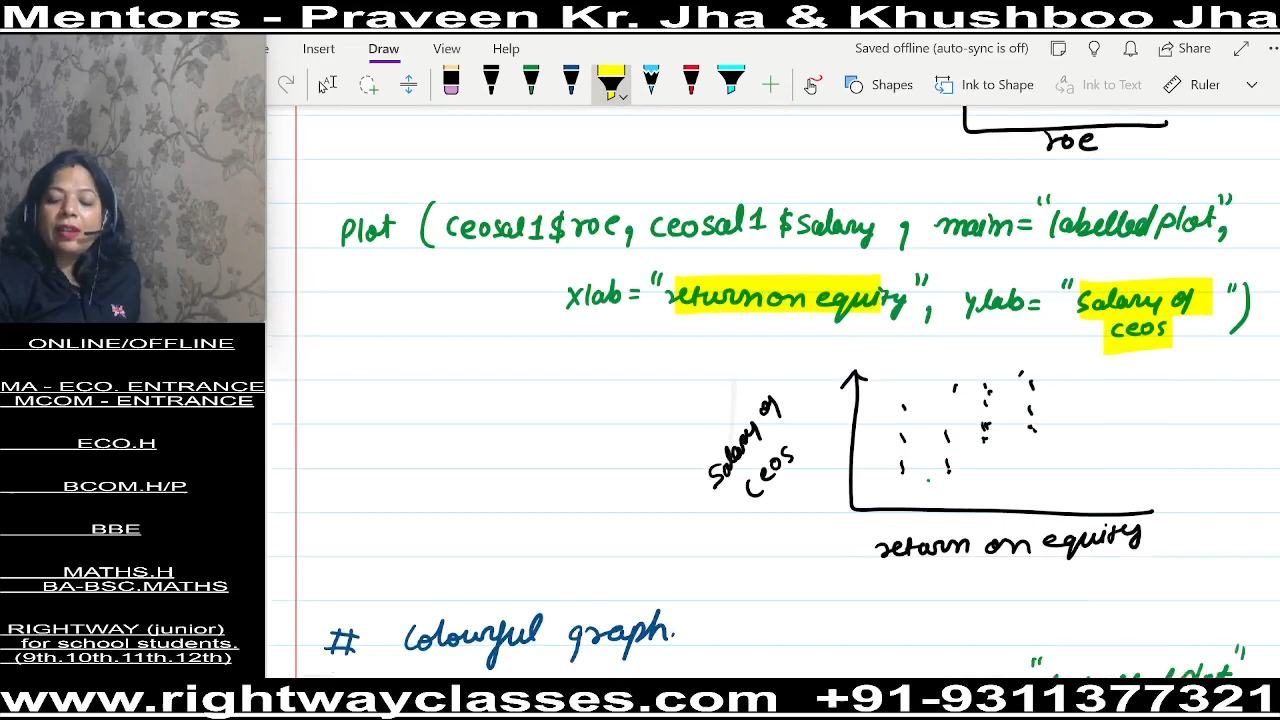 Mentors - Praveen Kr. Jha & Khushboo Jha
Insert Draw View Help Saved offline (auto-sync is off) Share
Shapes Ink to Shape Ink to Text Ruler
roe
Plot (ceosal1$roe, ceosal1$salary, main="labelled plot",
xlab="return on equity", ylab="Salary of
ceos")
Salary of
ceos
return on equity
# Colourful graph.
ONLINE/OFFLINE
MA - ECO. ENTRANCE
MCOM - ENTRANCE
ECO.H
BCOM.H/P
BBE
MATHS.H
BA-BSC.MATHS
RIGHTWAY (junior)
for school students.
(9th.10th.11th.12th)
www.rightwayclasses.com +91-9311377321